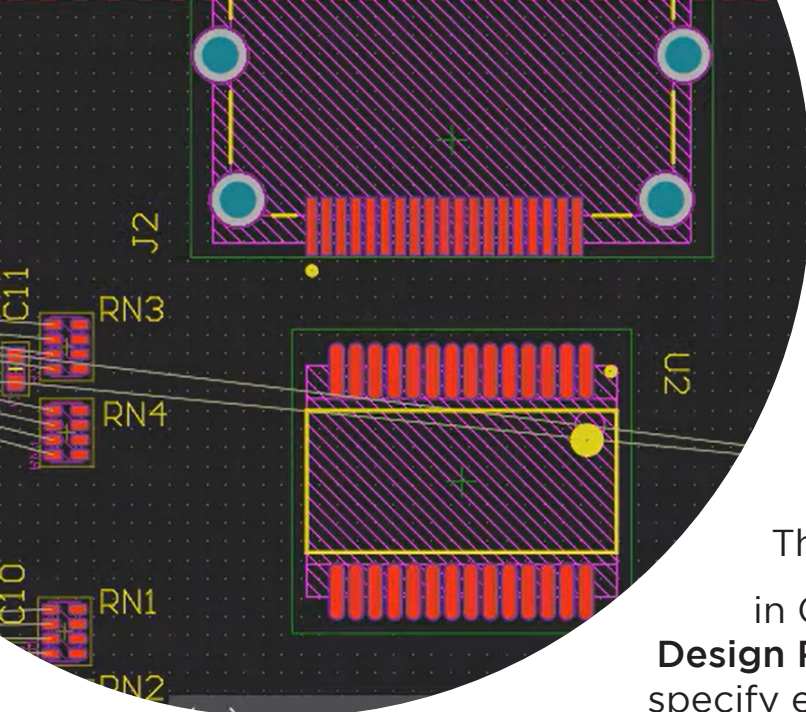 J2
C11
RN3
U2
RN4
C10
RN1
RN2
Th
in C
Design P
specify e